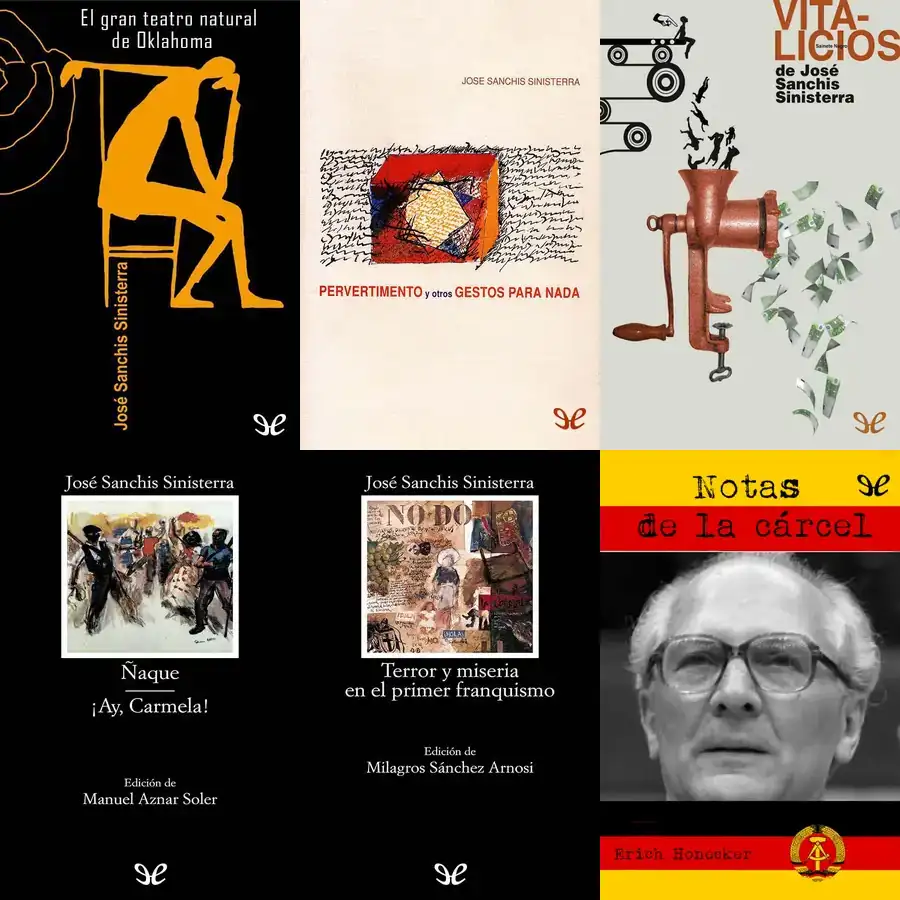 El gran teatro natural
de Oklahoma
José Sanchis Sinisterra
JOSE SANCHIS SINISTERRA
PERVERTIMENTO y otros GESTOS PARA NADA
VITA-
LICIOS
Sainete Negro
de José
Sanchis
Sinisterra
José Sanchis Sinisterra
Ñaque
¡Ay, Carmela!
Edición de
Manuel Aznar Soler
José Sanchis Sinisterra
NO-DO
¡HOLA!
Terror y miseria
en el primer franquismo
Edición de
Milagros Sánchez Arnosi
Notas
de la cárcel
Erich Honecker